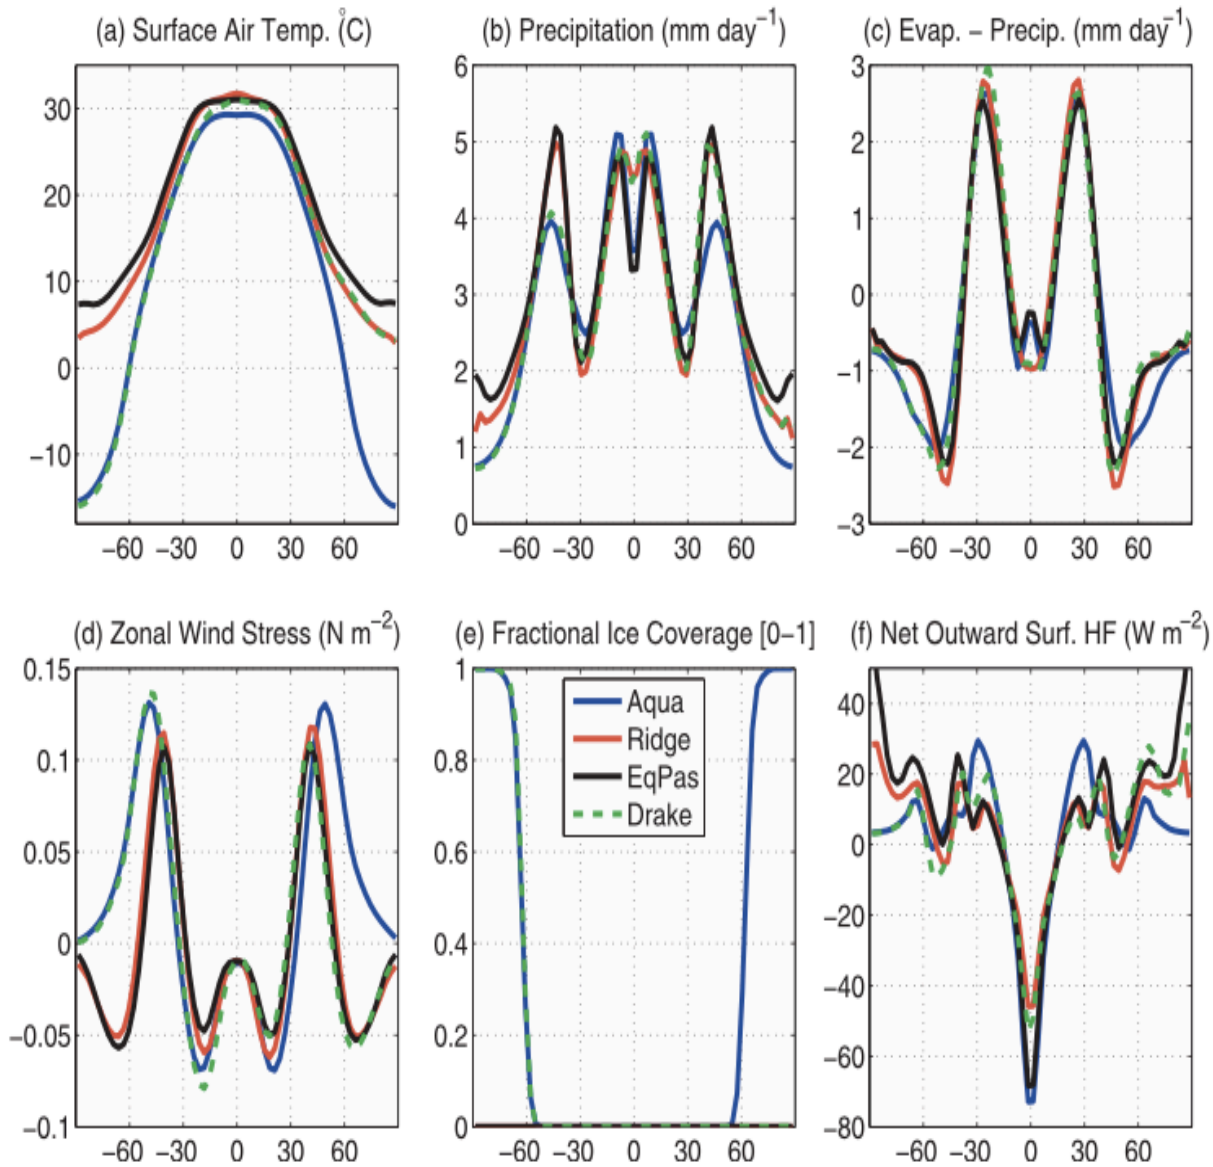 (a) Surface Air Temp. (°C)
(b) Precipitation (mm day−1)
(c) Evap. − Precip. (mm day−1)
30
20
10
0
−10
−60 −30 0 30 60
6
5
4
3
2
1
0
−60 −30 0 30 60
3
2
1
0
−1
−2
−3
−60 −30 0 30 60
(d) Zonal Wind Stress (N m−2)
(e) Fractional Ice Coverage [0−1]
(f) Net Outward Surf. HF (W m−2)
0.15
0.1
0.05
0
−0.05
−0.1
−60 −30 0 30 60
1
0.8
0.6
0.4
0.2
0
Aqua
Ridge
EqPas
Drake
−60 −30 0 30 60
40
20
0
−20
−40
−60
−80
−60 −30 0 30 60